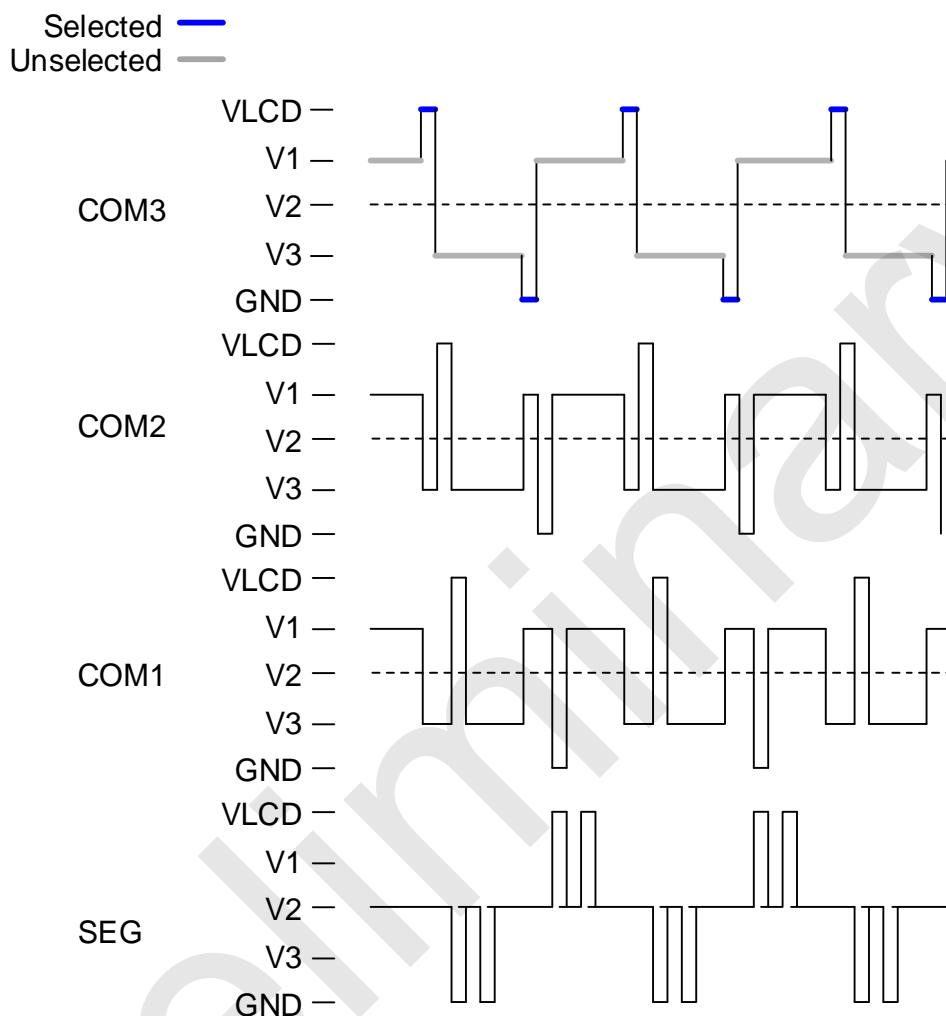 Selected
Unselected
VLCD
V1
COM3
V2
V3
GND
VLCD
V1
COM2
V2
V3
GND
VLCD
V1
COM1
V2
V3
GND
VLCD
V1
V2
SEG
V3
GND